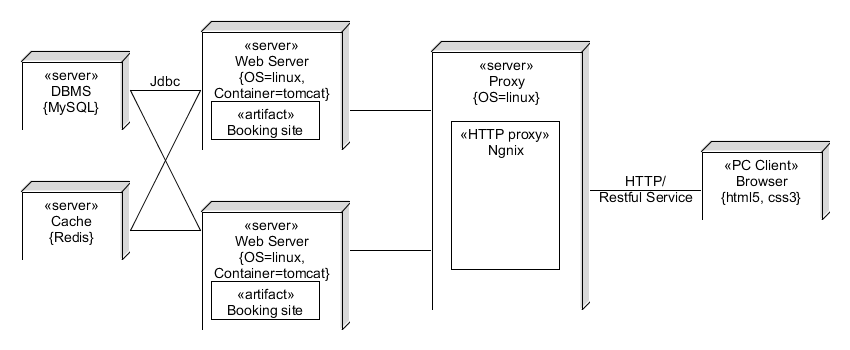 «server»
DBMS
{MySQL}
Jdbc
«server»
Cache
{Redis}
«server»
Web Server
{OS=linux,
Container=tomcat}
«artifact»
Booking site
«server»
Web Server
{OS=linux,
Container=tomcat}
«artifact»
Booking site
«server»
Proxy
{OS=linux}
«HTTP proxy»
Ngnix
HTTP/
Restful Service
«PC Client»
Browser
{html5, css3}